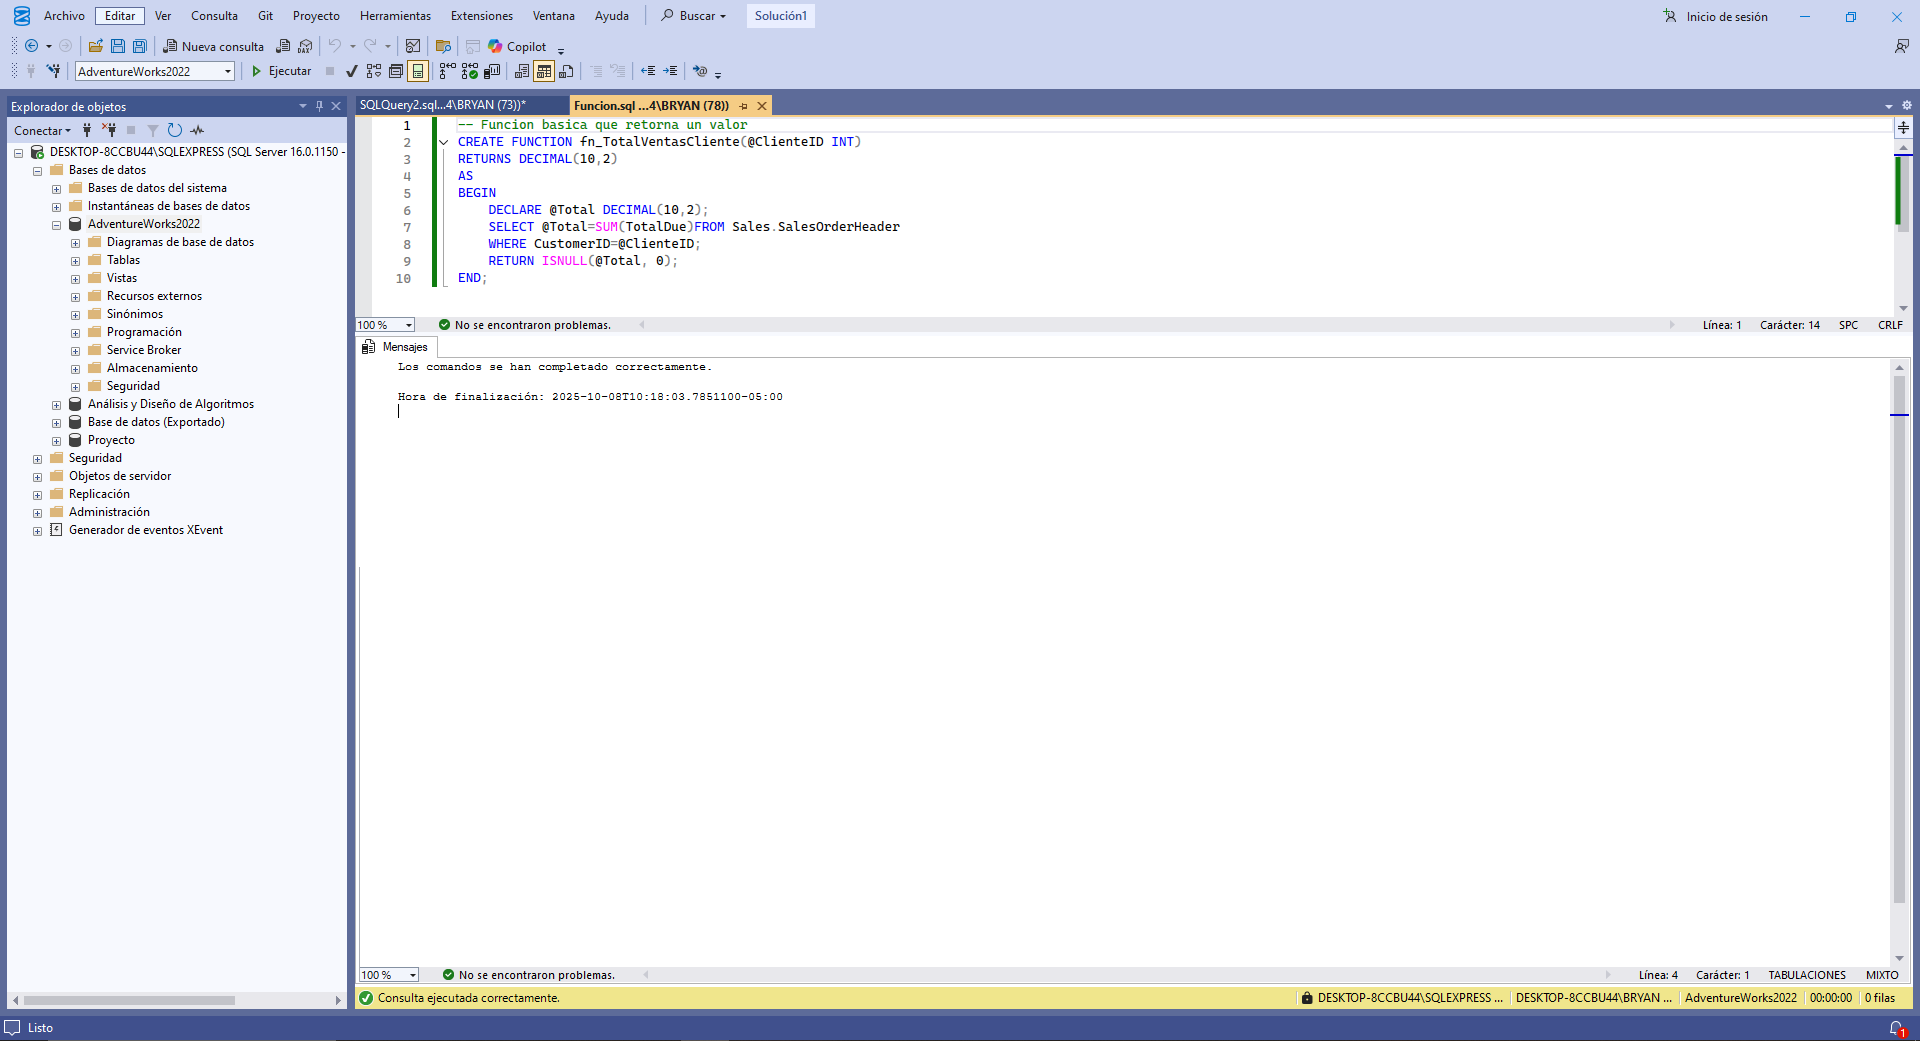 Archivo Editar Ver Consulta Git Proyecto Herramientas Extensiones Ventana Ayuda Buscar Solución1 Inicio de sesión
Nueva consulta DAX Copilot
AdventureWorks2022 Ejecutar
Explorador de objetos
Conectar
DESKTOP-8CCBU44\SQLEXPRESS (SQL Server 16.0.1150 -
Bases de datos
Bases de datos del sistema
Instantáneas de bases de datos
AdventureWorks2022
Diagramas de base de datos
Tablas
Vistas
Recursos externos
Sinónimos
Programación
Service Broker
Almacenamiento
Seguridad
Análisis y Diseño de Algoritmos
Base de datos (Exportado)
Proyecto
Seguridad
Objetos de servidor
Replicación
Administración
Generador de eventos XEvent
SQLQuery2.sql...4\BRYAN (73))* Funcion.sql ...4\BRYAN (78))
1 -- Funcion basica que retorna un valor
2 CREATE FUNCTION fn_TotalVentasCliente(@ClienteID INT)
3 RETURNS DECIMAL(10,2)
4 AS
5 BEGIN
6 DECLARE @Total DECIMAL(10,2);
7 SELECT @Total=SUM(TotalDue)FROM Sales.SalesOrderHeader
8 WHERE CustomerID=@ClienteID;
9 RETURN ISNULL(@Total, 0);
10 END;
100 % No se encontraron problemas. Línea: 1 Carácter: 14 SPC CRLF
Mensajes
Los comandos se han completado correctamente.
Hora de finalización: 2025-10-08T10:18:03.7851100-05:00
100 % No se encontraron problemas. Línea: 4 Carácter: 1 TABULACIONES MIXTO
Consulta ejecutada correctamente. DESKTOP-8CCBU44\SQLEXPRESS ... DESKTOP-8CCBU44\BRYAN ... AdventureWorks2022 00:00:00 0 filas
Listo 1